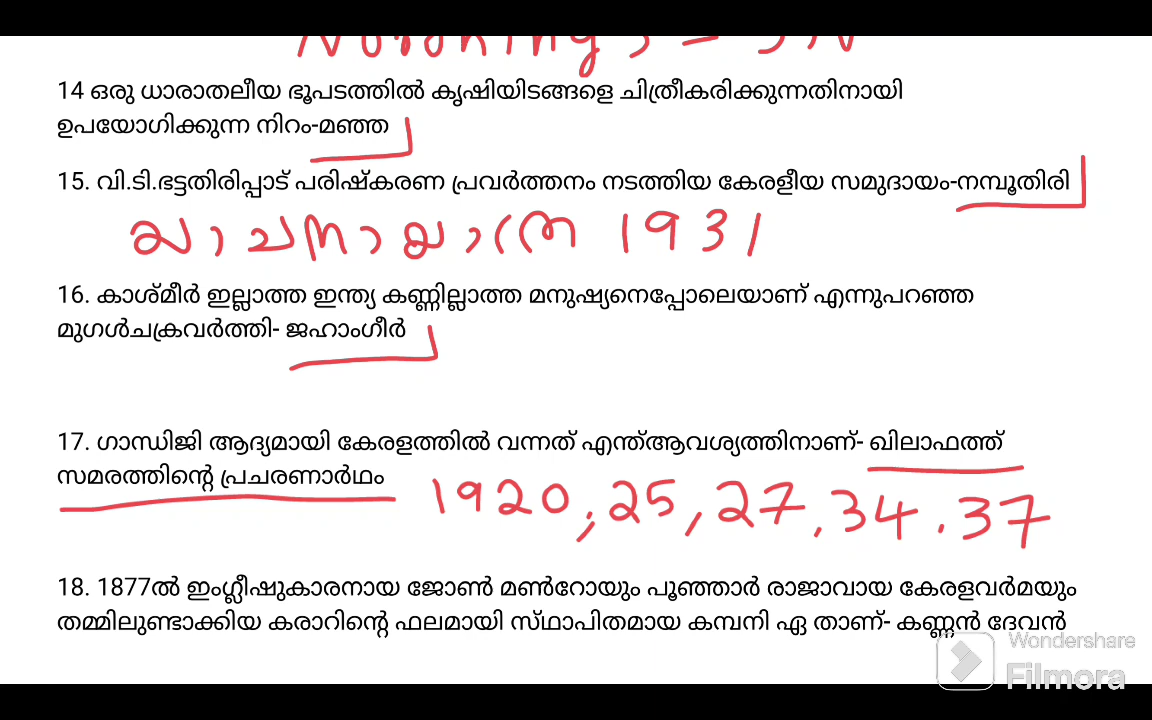 14 ഒരു ധാരാതലീയ ഭൂപടത്തിൽ കൃഷിയിടങ്ങളെ ചിത്രീകരിക്കുന്നതിനായി
ഉപയോഗിക്കുന്ന നിറം-മഞ്ഞ
15. വി.ടി.ഭട്ടതിരിപ്പാട് പരിഷ്കരണ പ്രവർത്തനം നടത്തിയ കേരളീയ സമുദായം-നമ്പൂതിരി
യാചനായാത്ര 1931
16. കാശ്മീർ ഇല്ലാത്ത ഇന്ത്യ കണ്ണില്ലാത്ത മനുഷ്യനെപ്പോലെയാണ് എന്നുപറഞ്ഞ
മുഗൾചക്രവർത്തി- ജഹാംഗീർ
17. ഗാന്ധിജി ആദ്യമായി കേരളത്തിൽ വന്നത് എന്ത്ആവശ്യത്തിനാണ്- ഖിലാഫത്ത്
സമരത്തിന്റെ പ്രചരണാർഥം
1920, 25, 27, 34. 37
18. 1877ൽ ഇംഗ്ലീഷുകാരനായ ജോൺ മൺറോയും പൂഞ്ഞാർ രാജാവായ കേരളവർമയും
തമ്മിലുണ്ടാക്കിയ കരാറിന്റെ ഫലമായി സ്ഥാപിതമായ കമ്പനി ഏ താണ്- കണ്ണൻ ദേവൻ
Wondershare
Filmora